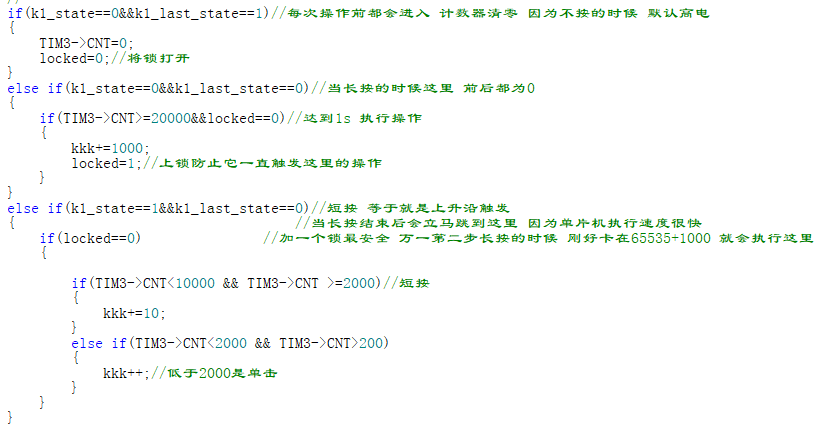 //
if(k1_state==0&&k1_last_state==1)//每次操作前都会进入 计数器清零 因为不按的时候 默认高电
{
    TIM3->CNT=0;
    locked=0;//将锁打开
}
else if(k1_state==0&&k1_last_state==0)//当长按的时候这里 前后都为0
{
    if(TIM3->CNT>=20000&&locked==0)//达到1s 执行操作
    {
        kkk+=1000;
        locked=1;//上锁防止它一直触发这里的操作
    }
}
else if(k1_state==1&&k1_last_state==0)//短按 等于就是上升沿触发
{                                   //当长按结束后会立马跳到这里 因为单片机执行速度很快
    if(locked==0)               //加一个锁最安全 万一第二步长按的时候 刚好卡在65535+1000 就会执行这里
    {
        if(TIM3->CNT<10000 && TIM3->CNT >=2000)//短按
        {
            kkk+=10;
        }
        else if(TIM3->CNT<2000 && TIM3->CNT>200)
        {
            kkk++;//低于2000是单击
        }
    }
}